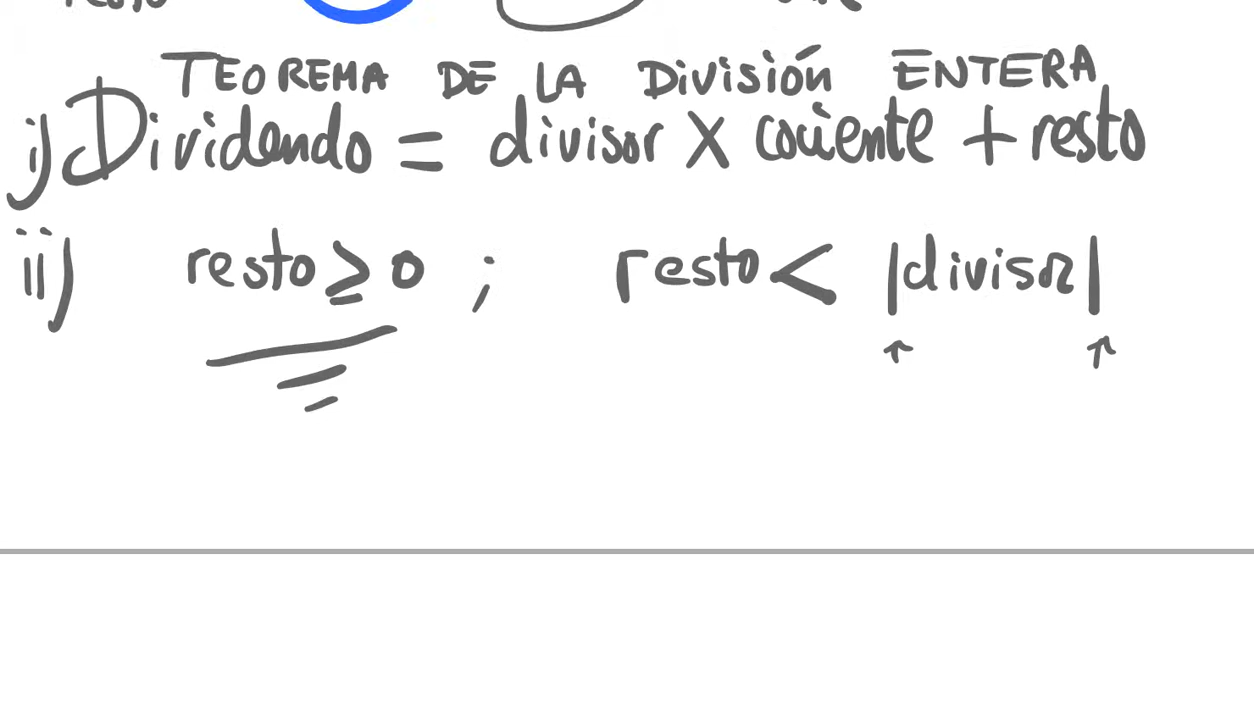 TEOREMA DE LA División ENTERA
i) Dividendo = divisor X cociente + resto
ii) resto ≥ 0 ; resto < |divisor|